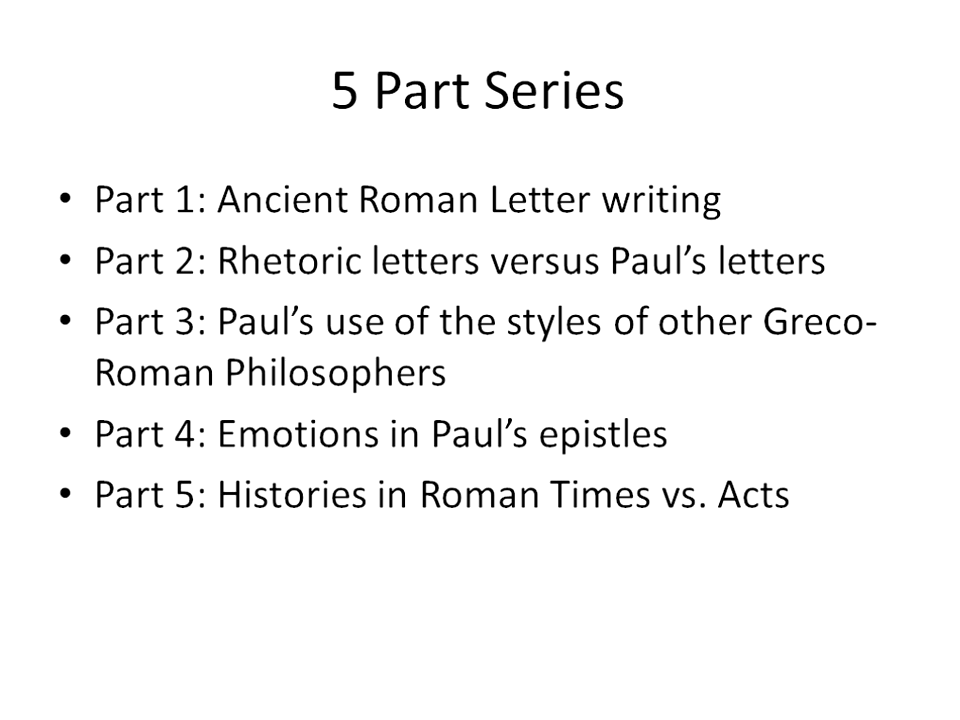 5 Part Series
• Part 1: Ancient Roman Letter writing
• Part 2: Rhetoric letters versus Paul’s letters
• Part 3: Paul’s use of the styles of other Greco-
Roman Philosophers
• Part 4: Emotions in Paul’s epistles
• Part 5: Histories in Roman Times vs. Acts